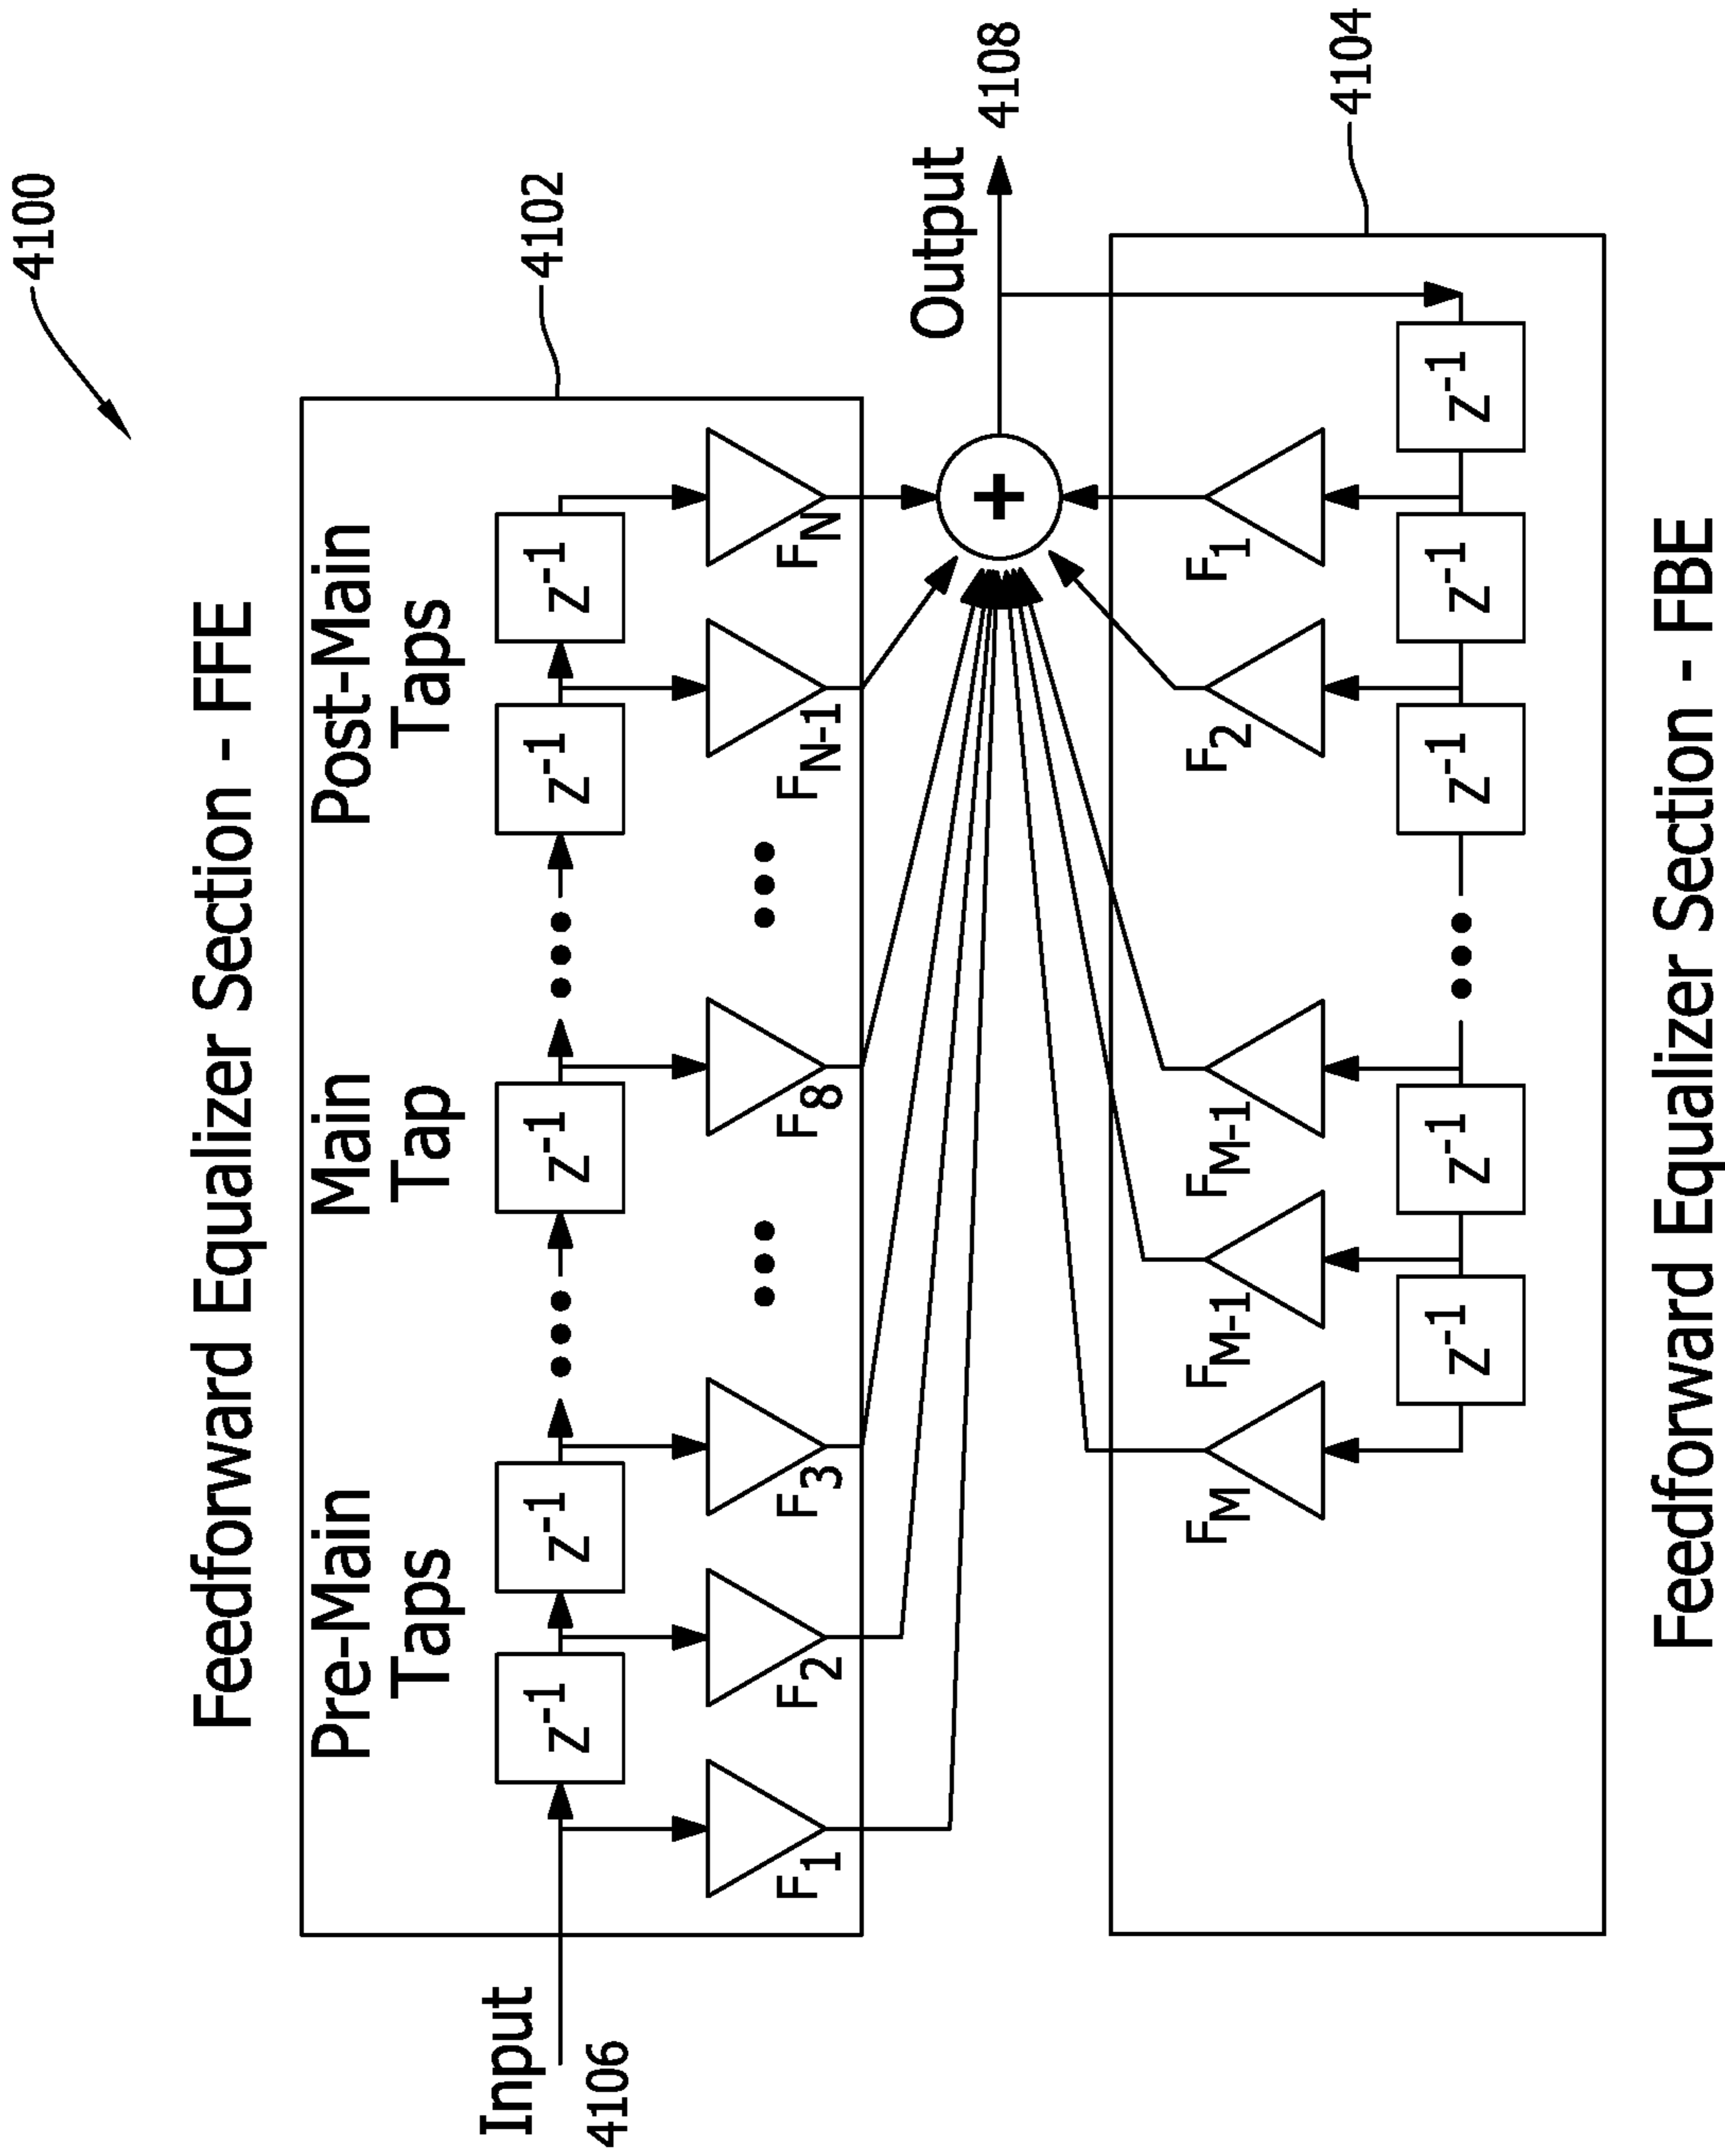 4100
Feedforward Equalizer Section - FFE
4102
Pre-Main
Taps
Main
Tap
Post-Main
Taps
Input
4106
z-1
z-1
z-1
z-1
z-1
F1
F2
F3
F8
FN-1
FN
+
Output
4108
FM
FM-1
FM-1
F2
F1
z-1
z-1
z-1
z-1
z-1
4104
Feedforward Equalizer Section - FBE